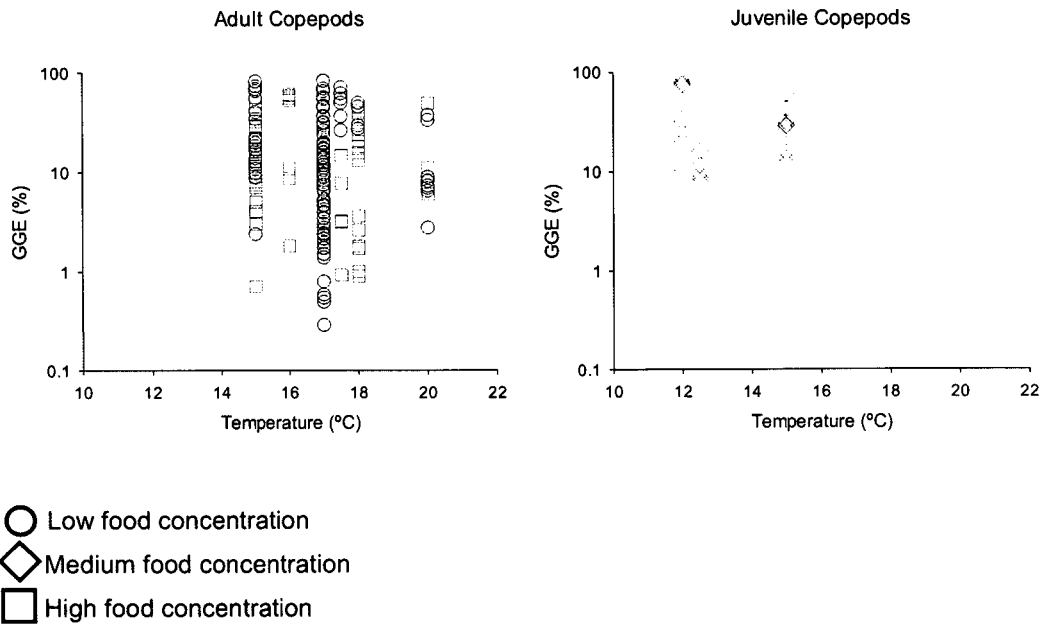 Adult Copepods
100
10
1
0.1
GGE (%)
10 12 14 16 18 20 22
Temperature (ºC)
Juvenile Copepods
100
10
1
0.1
GGE (%)
10 12 14 16 18 20 22
Temperature (ºC)
Low food concentration
Medium food concentration
High food concentration